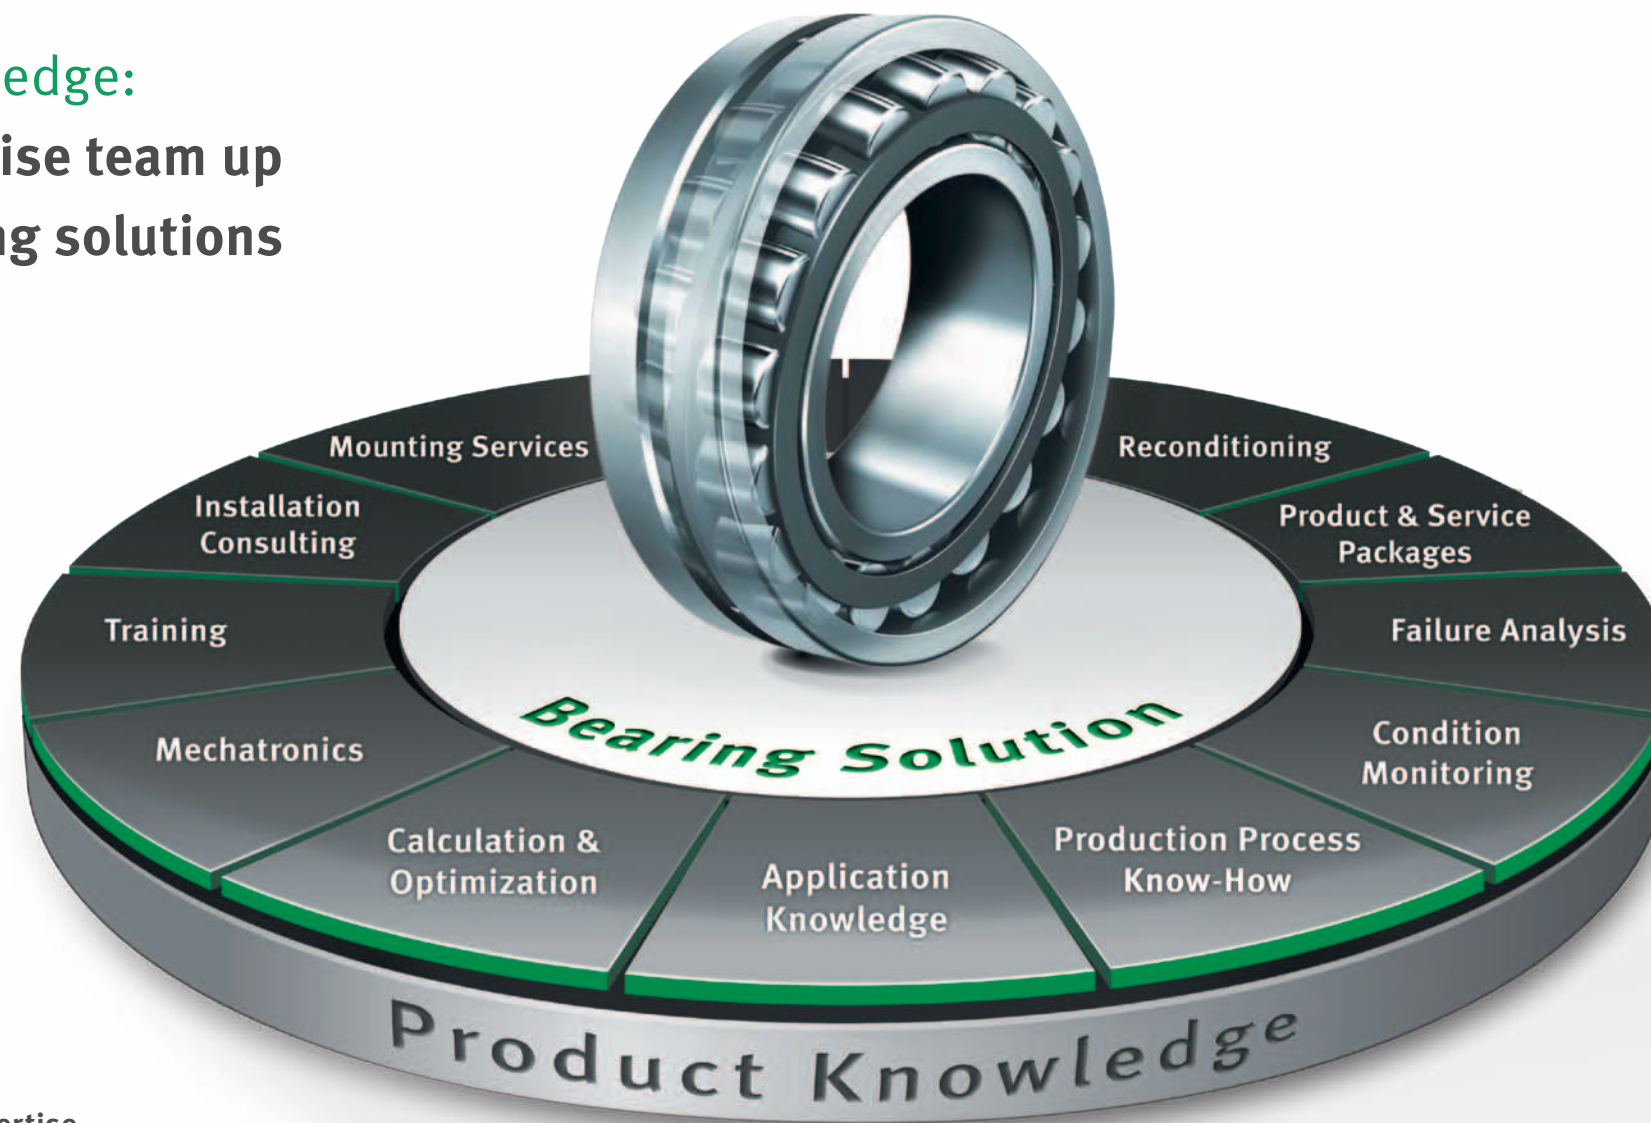 edge:
ise team up
ng solutions
Mounting Services
Reconditioning
Installation
Consulting
Product & Service
Packages
Training
Failure Analysis
Mechatronics
Condition
Monitoring
Bearing Solution
Calculation &
Optimization
Application
Knowledge
Production Process
Know-How
Product Knowledge